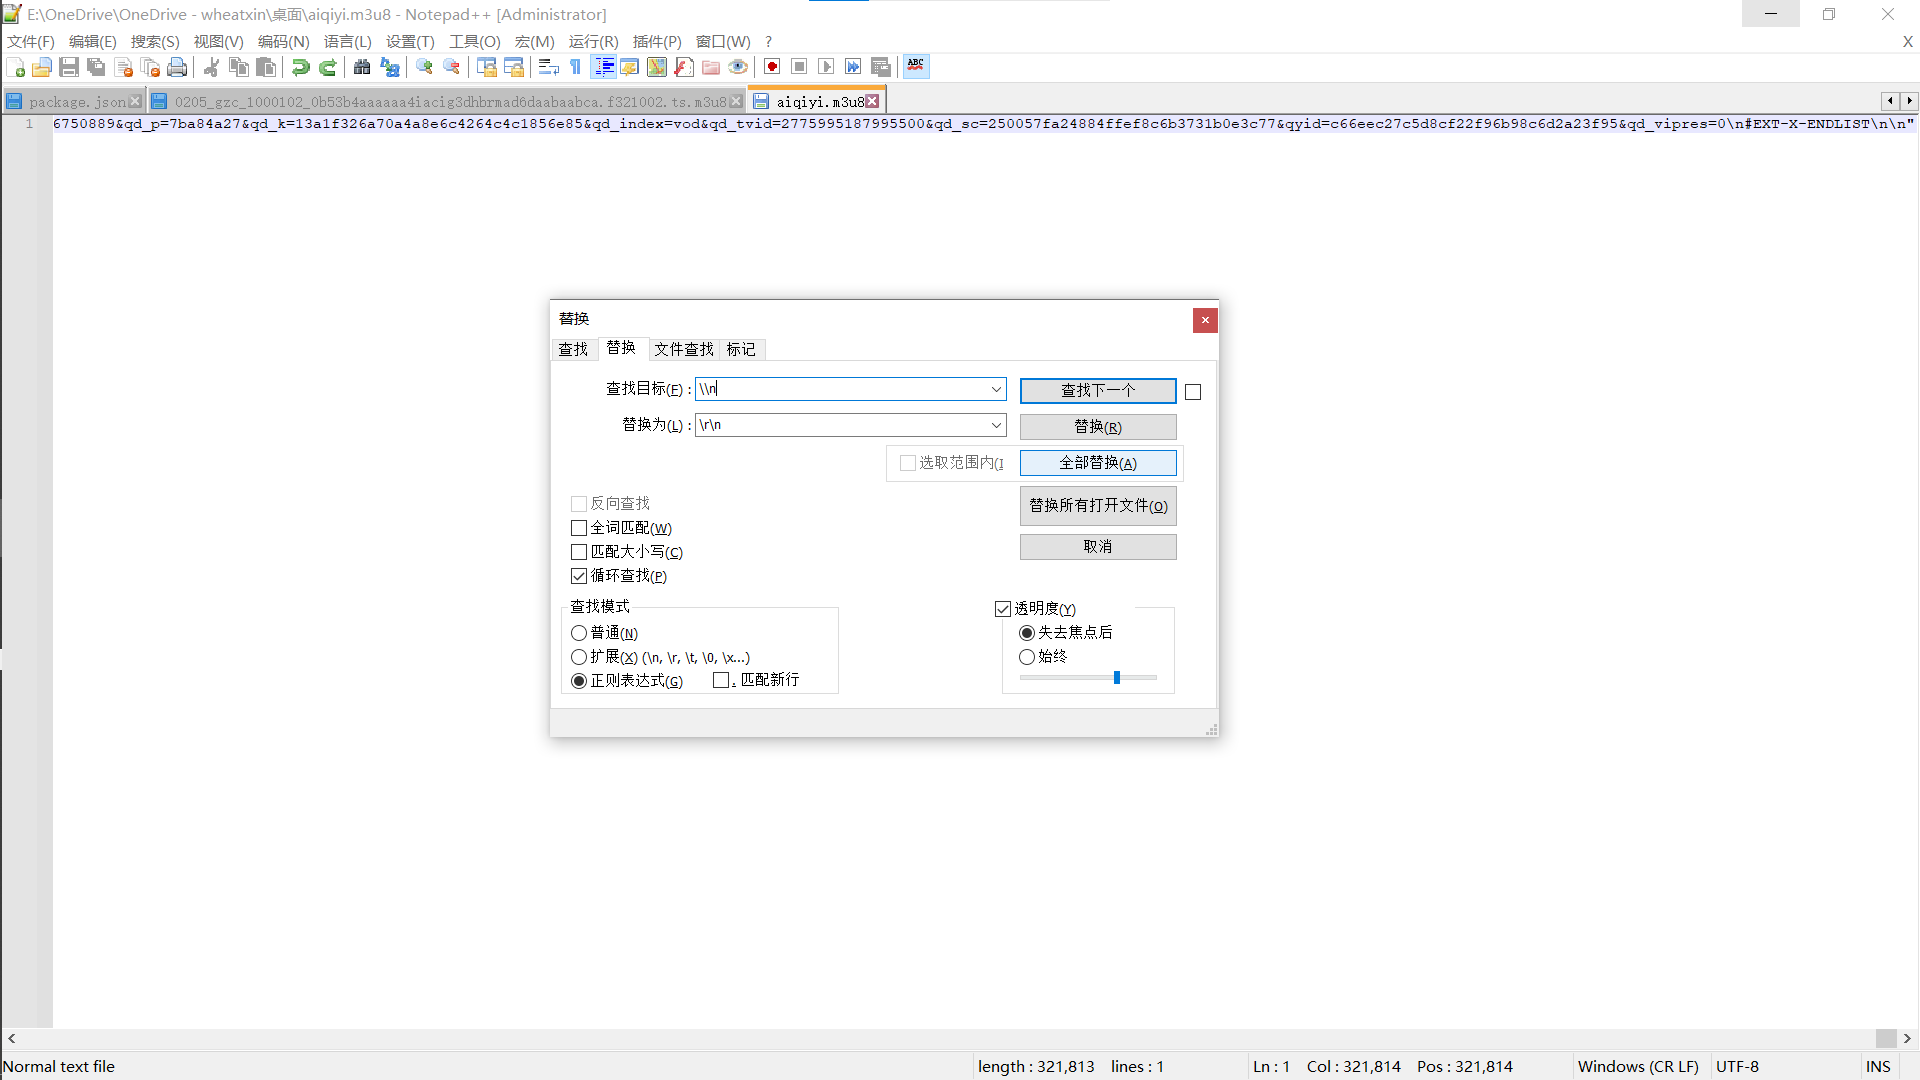 E:\OneDrive\OneDrive - wheatxin\桌面\aiqiyi.m3u8 - Notepad++ [Administrator]
文件(F) 编辑(E) 搜索(S) 视图(V) 编码(N) 语言(L) 设置(T) 工具(O) 宏(M) 运行(R) 插件(P) 窗口(W) ? X
ABC
package.json 0205_gzc_1000102_0b53b4aaaaaa4iacig3dhbrmad6daabaabca.f321002.ts.m3u8 aiqiyi.m3u8
1 6750889&qd_p=7ba84a27&qd_k=13a1f326a70a4a8e6c4264c4c1856e85&qd_index=vod&qd_tvid=2775995187995500&qd_sc=250057fa24884ffef8c6b3731b0e3c77&qyid=c66eec27c5d8cf22f96b98c6d2a23f95&qd_vipres=0\n#EXT-X-ENDLIST\n\n"
替换
查找 替换 文件查找 标记
查找目标(F) : \\n 查找下一个
替换为(L) : \r\n 替换(R)
选取范围内(I 全部替换(A)
替换所有打开文件(O)
取消
反向查找
全词匹配(W)
匹配大小写(C)
循环查找(P)
查找模式
普通(N)
扩展(X) (\n, \r, \t, \0, \x...)
正则表达式(G) . 匹配新行
透明度(Y)
失去焦点后
始终
Normal text file length : 321,813 lines : 1 Ln : 1 Col : 321,814 Pos : 321,814 Windows (CR LF) UTF-8 INS